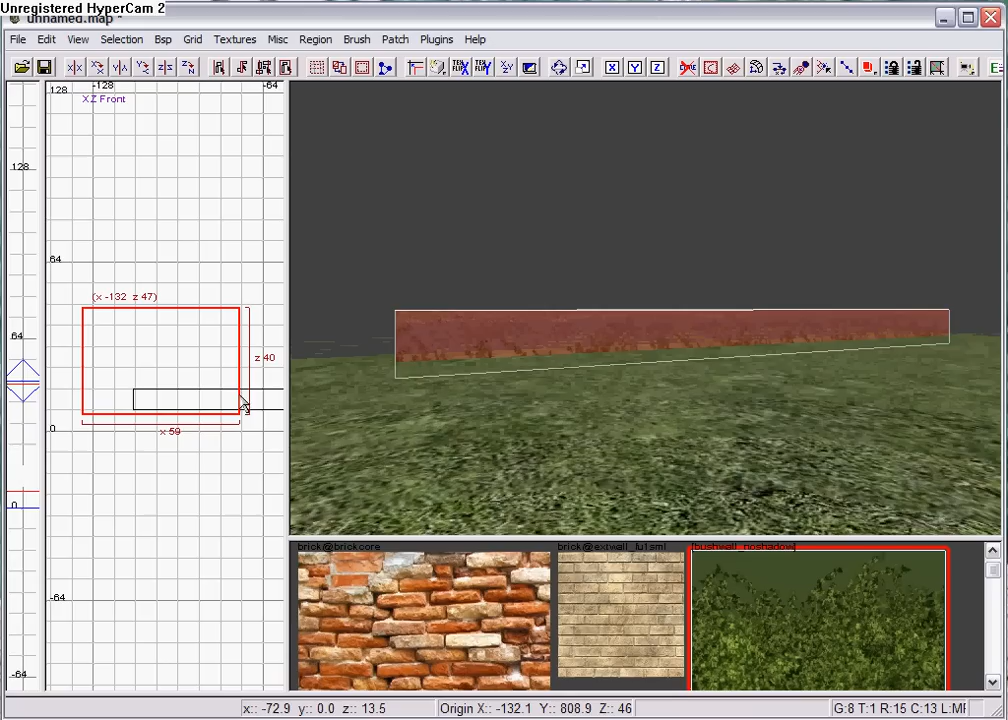 Unregistered HyperCam 2
unnamed.map *
File Edit View Selection Bsp Grid Textures Misc Region Brush Patch Plugins Help
128 -128 -64
XZ Front
128
64
(x -132 z 47)
64
z 40
0
x 59
0
-64
-64
brick@brickcore brick@extwall_fu1sml bushwall_noshadow
x:: -72.9 y:: 0.0 z:: 13.5 Origin X:: -132.1 Y:: 808.9 Z:: 46 G:8 T:1 R:15 C:13 L:MF